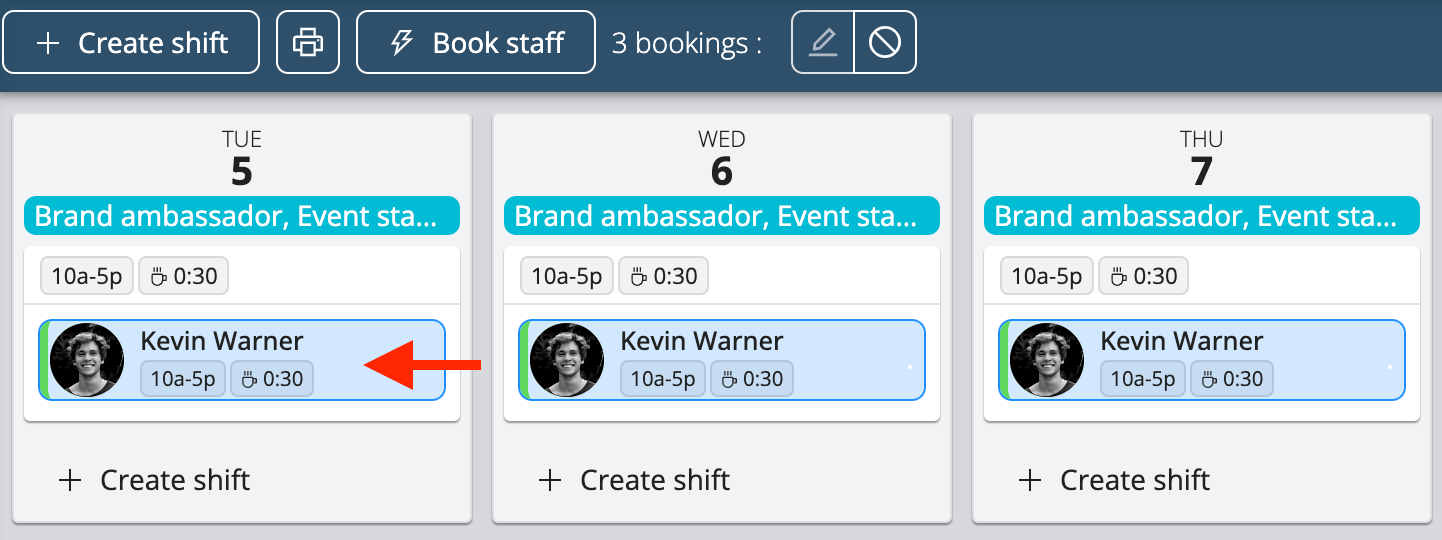 Create shift
Book staff
3 bookings :
TUE
5
Brand ambassador, Event sta...
10a-5p
0:30
Kevin Warner
10a-5p
0:30
Create shift
WED
6
Brand ambassador, Event sta...
10a-5p
0:30
Kevin Warner
10a-5p
0:30
Create shift
THU
7
Brand ambassador, Event sta...
10a-5p
0:30
Kevin Warner
10a-5p
0:30
Create shift